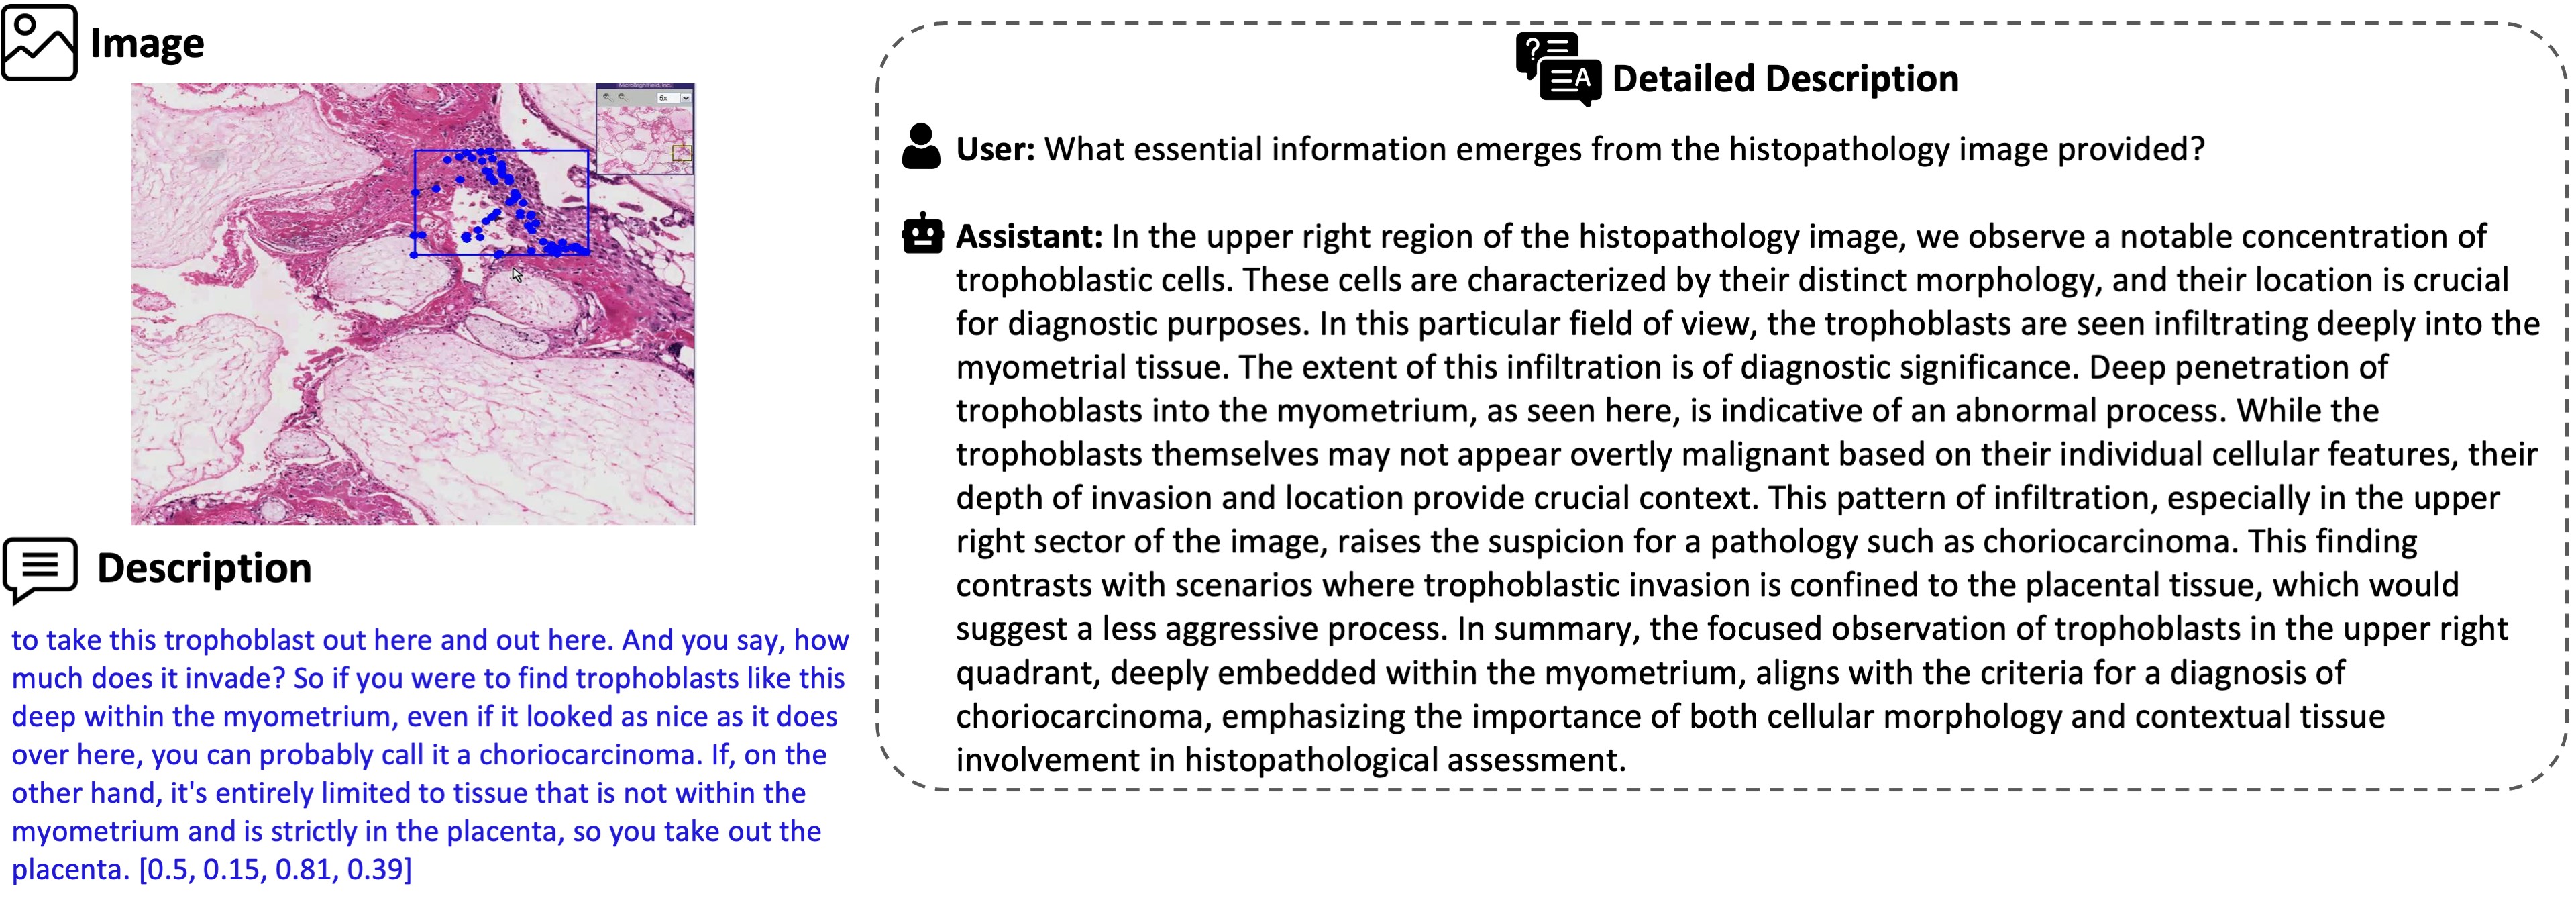 Image
MicroBrightField, Inc.
5x
Description
to take this trophoblast out here and out here. And you say, how
much does it invade? So if you were to find trophoblasts like this
deep within the myometrium, even if it looked as nice as it does
over here, you can probably call it a choriocarcinoma. If, on the
other hand, it's entirely limited to tissue that is not within the
myometrium and is strictly in the placenta, so you take out the
placenta. [0.5, 0.15, 0.81, 0.39]
? A
Detailed Description
User: What essential information emerges from the histopathology image provided?
Assistant: In the upper right region of the histopathology image, we observe a notable concentration of
trophoblastic cells. These cells are characterized by their distinct morphology, and their location is crucial
for diagnostic purposes. In this particular field of view, the trophoblasts are seen infiltrating deeply into the
myometrial tissue. The extent of this infiltration is of diagnostic significance. Deep penetration of
trophoblasts into the myometrium, as seen here, is indicative of an abnormal process. While the
trophoblasts themselves may not appear overtly malignant based on their individual cellular features, their
depth of invasion and location provide crucial context. This pattern of infiltration, especially in the upper
right sector of the image, raises the suspicion for a pathology such as choriocarcinoma. This finding
contrasts with scenarios where trophoblastic invasion is confined to the placental tissue, which would
suggest a less aggressive process. In summary, the focused observation of trophoblasts in the upper right
quadrant, deeply embedded within the myometrium, aligns with the criteria for a diagnosis of
choriocarcinoma, emphasizing the importance of both cellular morphology and contextual tissue
involvement in histopathological assessment.